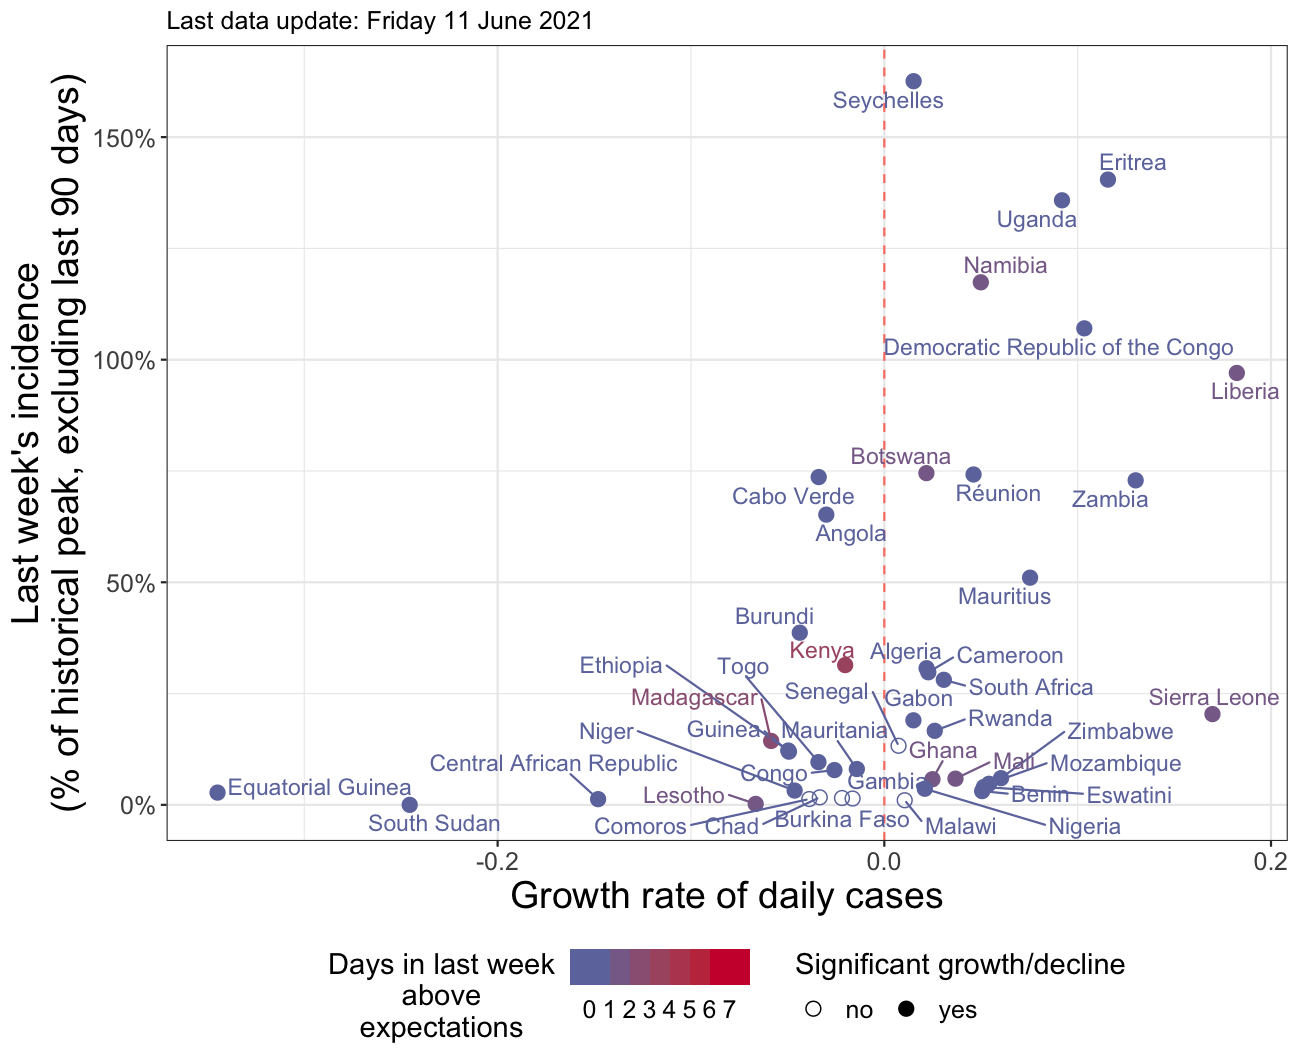 Last data update: Friday 11 June 2021
Last week's incidence
(% of historical peak, excluding last 90 days)
150%
100%
50%
0%
Seychelles
Eritrea
Uganda
Namibia
Democratic Republic of the Congo
Liberia
Botswana
Cabo Verde
Réunion
Zambia
Angola
Mauritius
Burundi
Kenya
Algeria
Cameroon
Ethiopia
Togo
Senegal
Gabon
South Africa
Madagascar
Sierra Leone
Niger
Guinea
Mauritania
Rwanda
Zimbabwe
Ghana
Mali
Mozambique
Central African Republic
Congo
Gambia
Equatorial Guinea
Lesotho
Benin
Eswatini
South Sudan
Comoros
Chad
Burkina Faso
Malawi
Nigeria
-0.2
0.0
0.2
Growth rate of daily cases
Days in last week
above
expectations
0 1 2 3 4 5 6 7
Significant growth/decline
no
yes